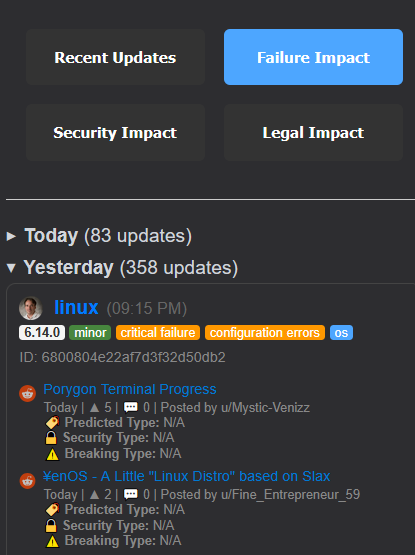 Recent Updates
Failure Impact
Security Impact
Legal Impact
▸ Today (83 updates)
▾ Yesterday (358 updates)
linux (09:15 PM)
6.14.0 minor critical failure configuration errors os
ID: 6800804e22af7d3f32d50db2
Porygon Terminal Progress
Today | ▲ 5 | 💬 0 | Posted by u/Mystic-Venizz
🏷️ Predicted Type: N/A
🔒 Security Type: N/A
⚠️ Breaking Type: N/A
¥enOS - A Little "Linux Distro" based on Slax
Today | ▲ 2 | 💬 0 | Posted by u/Fine_Entrepreneur_59
🏷️ Predicted Type: N/A
🔒 Security Type: N/A
⚠️ Breaking Type: N/A